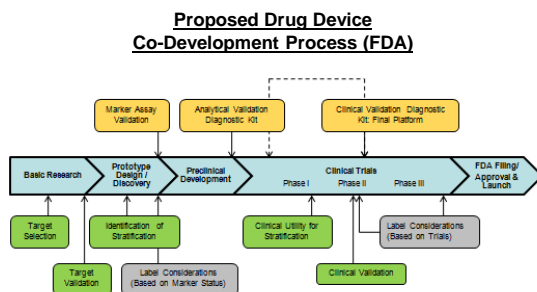 Proposed Drug Device
Co-Development Process (FDA)
Marker Assay
Validation
Analytical Validation
Diagnostic Kit
Clinical Validation Diagnostic
Kit: Final Platform
Basic Research
Prototype
Design /
Discovery
Preclinical
Development
Clinical Trials
Phase I
Phase II
Phase III
FDA Filing/
Approval &
Launch
Target
Selection
Identification of
Stratification
Clinical Utility for
Stratification
Label Considerations
(Based on Trials)
Target
Validation
Label Considerations
(Based on Marker Status)
Clinical Validation